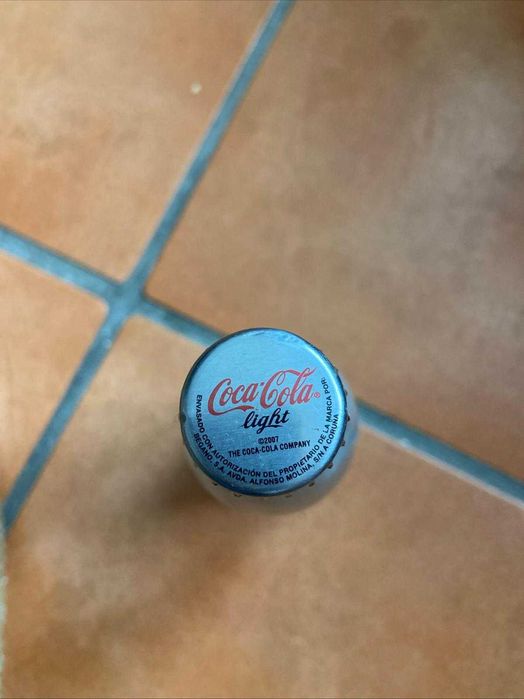 Coca-Cola®
light
©2007
THE COCA-COLA COMPANY
ENVASADO CON AUTORIZACIÓN DEL PROPIETARIO DE LA MARCA POR:
BEGANO, S.A. AVDA. ALFONSO MOLINA, S/N A CORUÑA